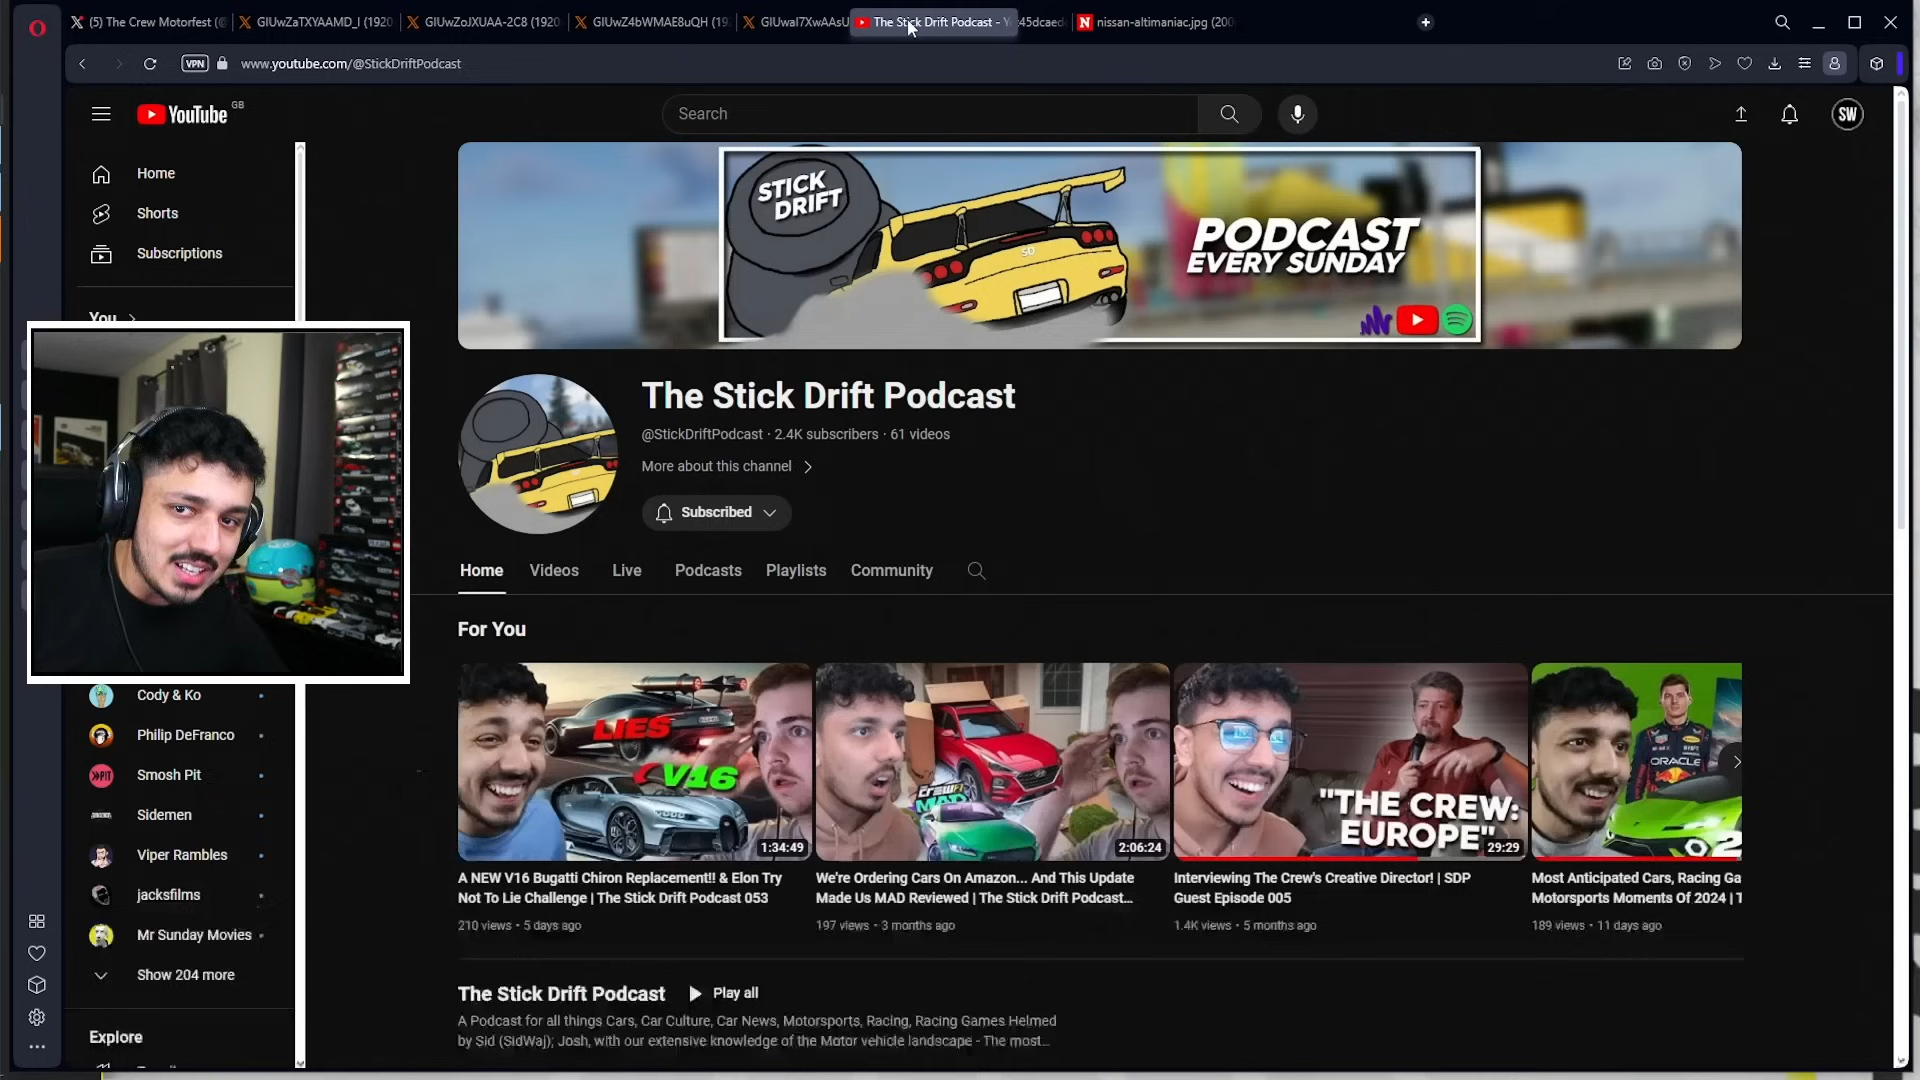 (5) The Crew Motorfest (@
GIUwZaTXYAAMD_I (1920
GIUwZoJXUAA-2C8 (1920
GIUwZ4bWMAE8uQH (19
GIUwaI7XwAAsU
The Stick Drift Podcast - Y
nissan-altimaniac.jpg (200
VPN
www.youtube.com/@StickDriftPodcast
YouTube GB
Search
SW
Home
Shorts
Subscriptions
You
Cody & Ko
Philip DeFranco
Smosh Pit
Sidemen
Viper Rambles
jacksfilms
Mr Sunday Movies
Show 204 more
Explore
STICK
DRIFT
SD
PODCAST
EVERY SUNDAY
The Stick Drift Podcast
@StickDriftPodcast · 2.4K subscribers · 61 videos
More about this channel
Subscribed
Home Videos Live Podcasts Playlists Community
For You
LIES
V16
1:34:49
A NEW V16 Bugatti Chiron Replacement!! & Elon Try
Not To Lie Challenge | The Stick Drift Podcast 053
210 views · 5 days ago
THE CREW
MAD
2:06:24
We're Ordering Cars On Amazon... And This Update
Made Us MAD Reviewed | The Stick Drift Podcast...
197 views · 3 months ago
"THE CREW:
EUROPE"
29:29
Interviewing The Crew's Creative Director! | SDP
Guest Episode 005
1.4K views · 5 months ago
ORACLE
Most Anticipated Cars, Racing Ga
Motorsports Moments Of 2024 | T
189 views · 11 days ago
The Stick Drift Podcast
Play all
A Podcast for all things Cars, Car Culture, Car News, Motorsports, Racing, Racing Games Helmed
by Sid (SidWaj), Josh, with our extensive knowledge of the Motor vehicle landscape - The most...